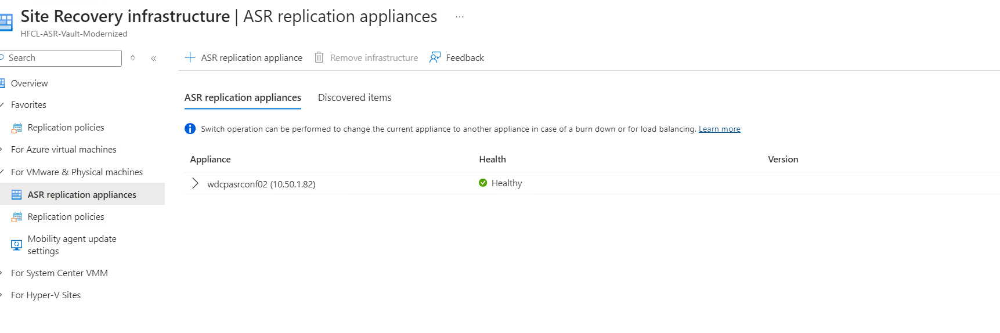 Site Recovery infrastructure | ASR replication appliances ...
HFCL-ASR-Vault-Modernized
Search
Overview
Favorites
Replication policies
For Azure virtual machines
For VMware & Physical machines
ASR replication appliances
Replication policies
Mobility agent update
settings
For System Center VMM
For Hyper-V Sites
ASR replication appliance Remove infrastructure Feedback
ASR replication appliances Discovered items
Switch operation can be performed to change the current appliance to another appliance in case of a burn down or for load balancing. Learn more
Appliance Health Version
wdcpasrconf02 (10.50.1.82) Healthy